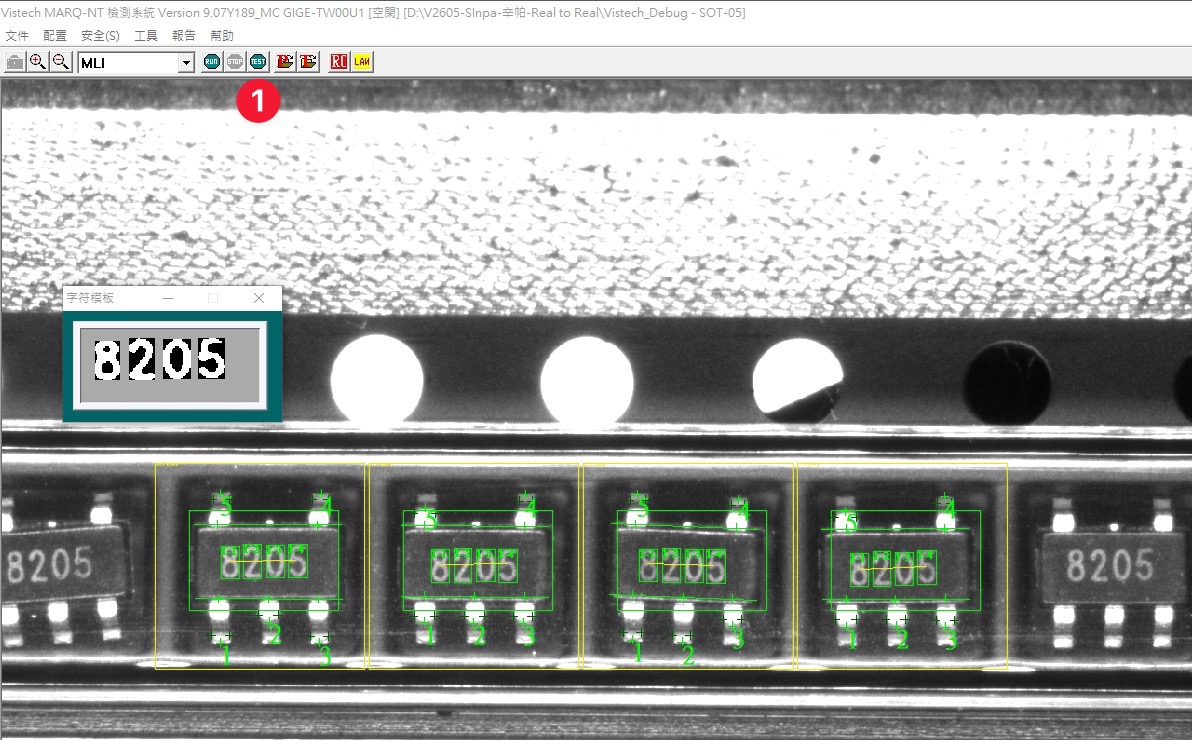 Vistech MARQ-NT 檢測系統 Version 9.07Y189_MC GIGE-TW00U1 [空閑] [D:\V2605-SInpa-辛帕-Real to Real\Vistech_Debug - SOT-05]
文件 配置 安全(S) 工具 報告 幫助
MLI RUN STOP TEST RC LAW
1
字符模板
8205
5 4 5 4 5 4 5 4
8205 8205 8205 8205 8205 8205
1 2 3 1 2 3 1 2 3 1 2 3